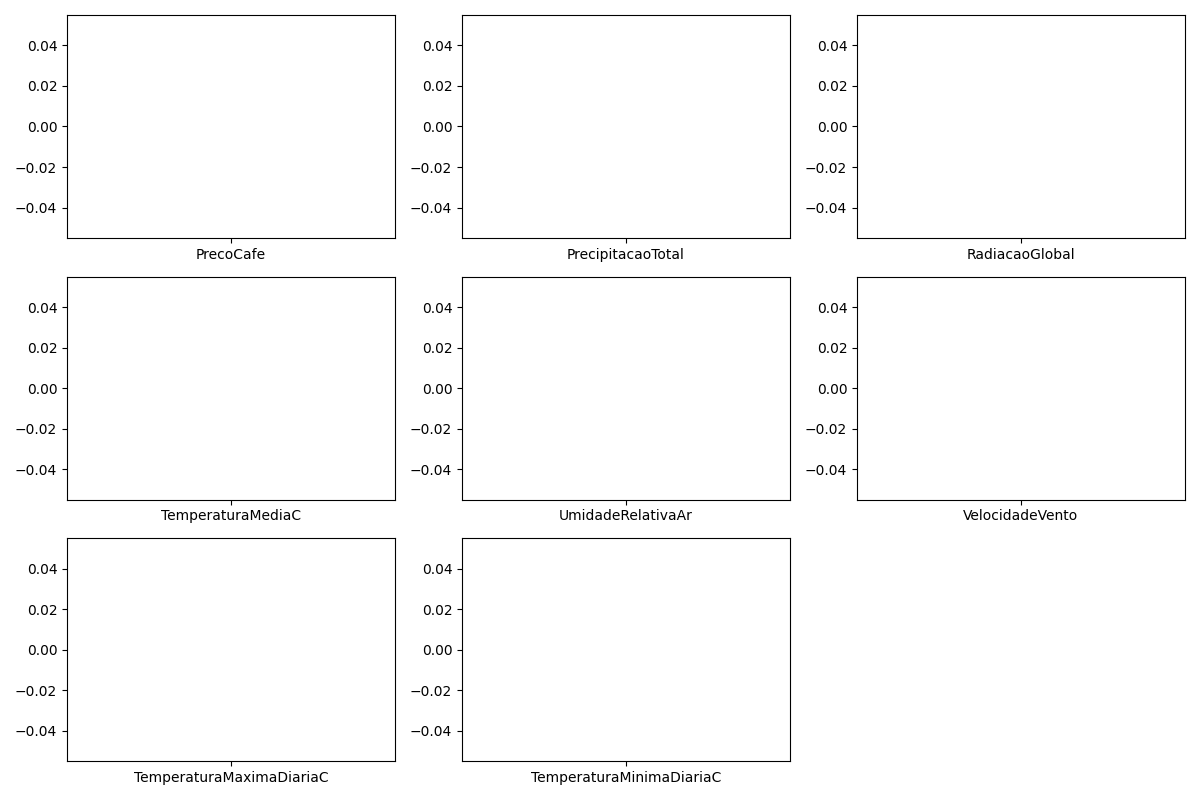 0.04 0.04 0.04
0.02 0.02 0.02
0.00 0.00 0.00
−0.02 −0.02 −0.02
−0.04 −0.04 −0.04
PrecoCafe PrecipitacaoTotal RadiacaoGlobal
0.04 0.04 0.04
0.02 0.02 0.02
0.00 0.00 0.00
−0.02 −0.02 −0.02
−0.04 −0.04 −0.04
TemperaturaMediaC UmidadeRelativaAr VelocidadeVento
0.04 0.04
0.02 0.02
0.00 0.00
−0.02 −0.02
−0.04 −0.04
TemperaturaMaximaDiariaC TemperaturaMinimaDiariaC